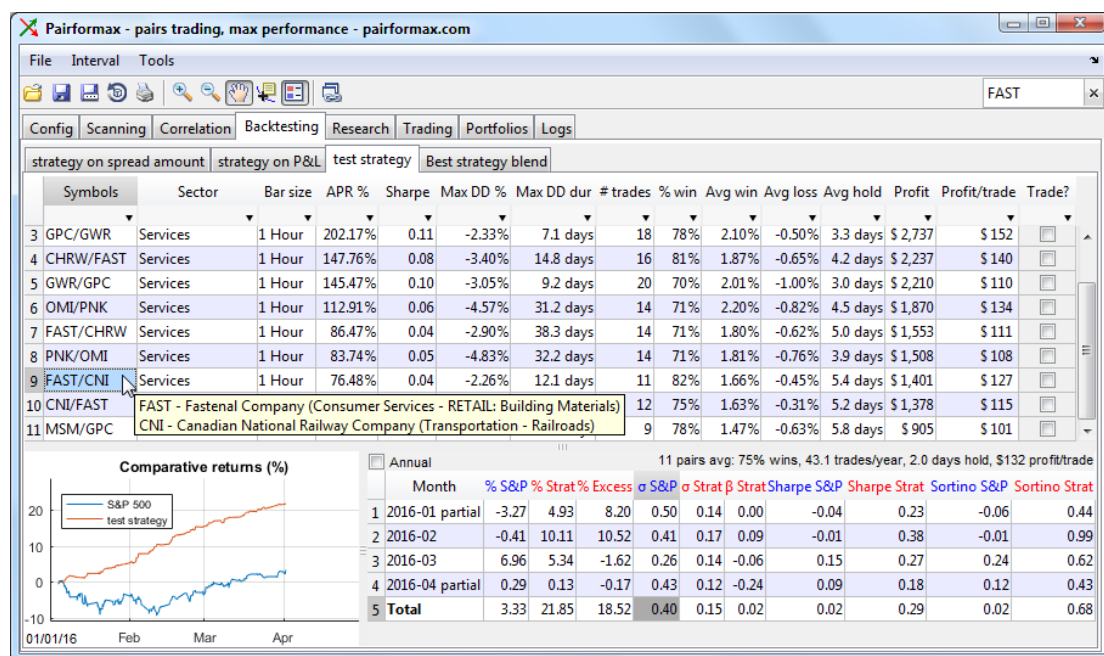 Pairformax - pairs trading, max performance - pairformax.com
File Interval Tools
FAST
Config Scanning Correlation Backtesting Research Trading Portfolios Logs
strategy on spread amount strategy on P&L test strategy Best strategy blend
Symbols Sector Bar size APR % Sharpe Max DD % Max DD dur # trades % win Avg win Avg loss Avg hold Profit Profit/trade Trade?
3 GPC/GWR Services 1 Hour 202.17% 0.11 -2.33% 7.1 days 18 78% 2.10% -0.50% 3.3 days $ 2,737 $ 152
4 CHRW/FAST Services 1 Hour 147.76% 0.08 -3.40% 14.8 days 16 81% 1.87% -0.65% 4.2 days $ 2,237 $ 140
5 GWR/GPC Services 1 Hour 145.47% 0.10 -3.05% 9.2 days 20 70% 2.01% -1.00% 3.0 days $ 2,210 $ 110
6 OMI/PNK Services 1 Hour 112.91% 0.06 -4.57% 31.2 days 14 71% 2.20% -0.82% 4.5 days $ 1,870 $ 134
7 FAST/CHRW Services 1 Hour 86.47% 0.04 -2.90% 38.3 days 14 71% 1.80% -0.62% 5.0 days $ 1,553 $ 111
8 PNK/OMI Services 1 Hour 83.74% 0.05 -4.83% 32.2 days 14 71% 1.81% -0.76% 3.9 days $ 1,508 $ 108
9 FAST/CNI Services 1 Hour 76.48% 0.04 -2.26% 12.1 days 11 82% 1.66% -0.45% 5.4 days $ 1,401 $ 127
10 CNI/FAST 12 75% 1.63% -0.31% 5.2 days $ 1,378 $ 115
FAST - Fastenal Company (Consumer Services - RETAIL: Building Materials)
CNI - Canadian National Railway Company (Transportation - Railroads)
11 MSM/GPC 9 78% 1.47% -0.63% 5.8 days $ 905 $ 101
Comparative returns (%)
S&P 500
test strategy
20
10
0
-10
01/01/16 Feb Mar Apr
Annual 11 pairs avg: 75% wins, 43.1 trades/year, 2.0 days hold, $132 profit/trade
Month % S&P % Strat % Excess σ S&P σ Strat β Strat Sharpe S&P Sharpe Strat Sortino S&P Sortino Strat
1 2016-01 partial -3.27 4.93 8.20 0.50 0.14 0.00 -0.04 0.23 -0.06 0.44
2 2016-02 -0.41 10.11 10.52 0.41 0.17 0.09 -0.01 0.38 -0.01 0.99
3 2016-03 6.96 5.34 -1.62 0.26 0.14 -0.06 0.15 0.27 0.24 0.62
4 2016-04 partial 0.29 0.13 -0.17 0.43 0.12 -0.24 0.09 0.18 0.12 0.43
5 Total 3.33 21.85 18.52 0.40 0.15 0.02 0.02 0.29 0.02 0.68